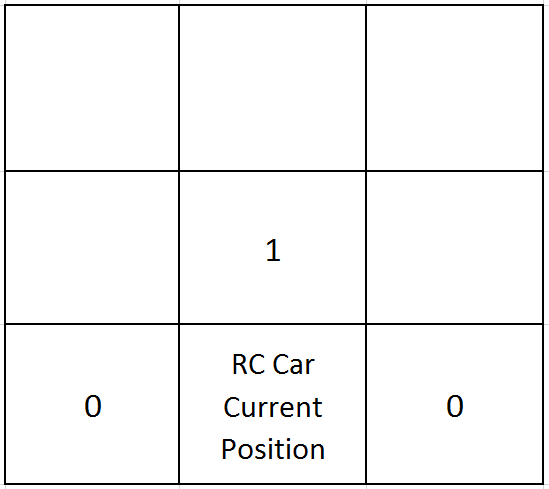 1
0
RC Car
Current
Position
0